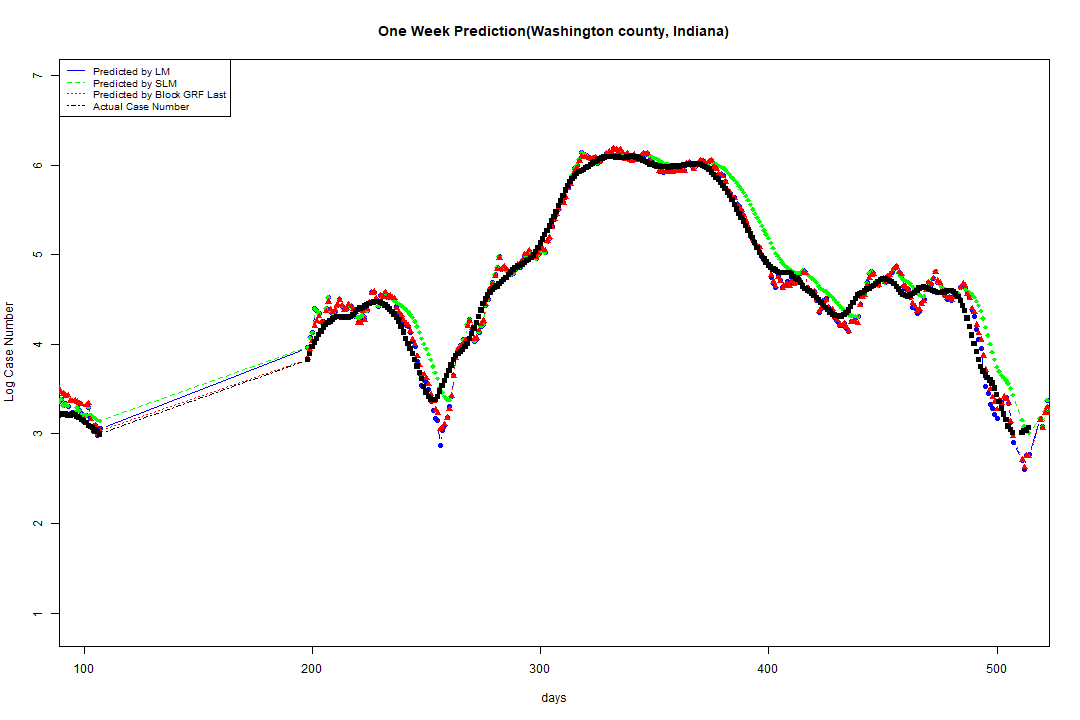 One Week Prediction(Washington county, Indiana)
Predicted by LM
Predicted by SLM
Predicted by Block GRF Last
Actual Case Number
7
6
5
4
3
2
1
Log Case Number
100 200 300 400 500
days